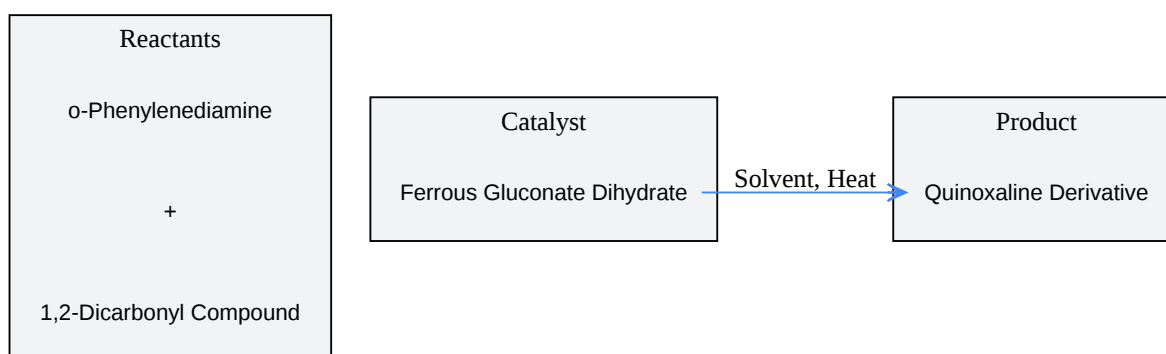 Reactants
o-Phenylenediamine
+
1,2-Dicarbonyl Compound
Catalyst
Ferrous Gluconate Dihydrate
Solvent, Heat
Product
Quinoxaline Derivative